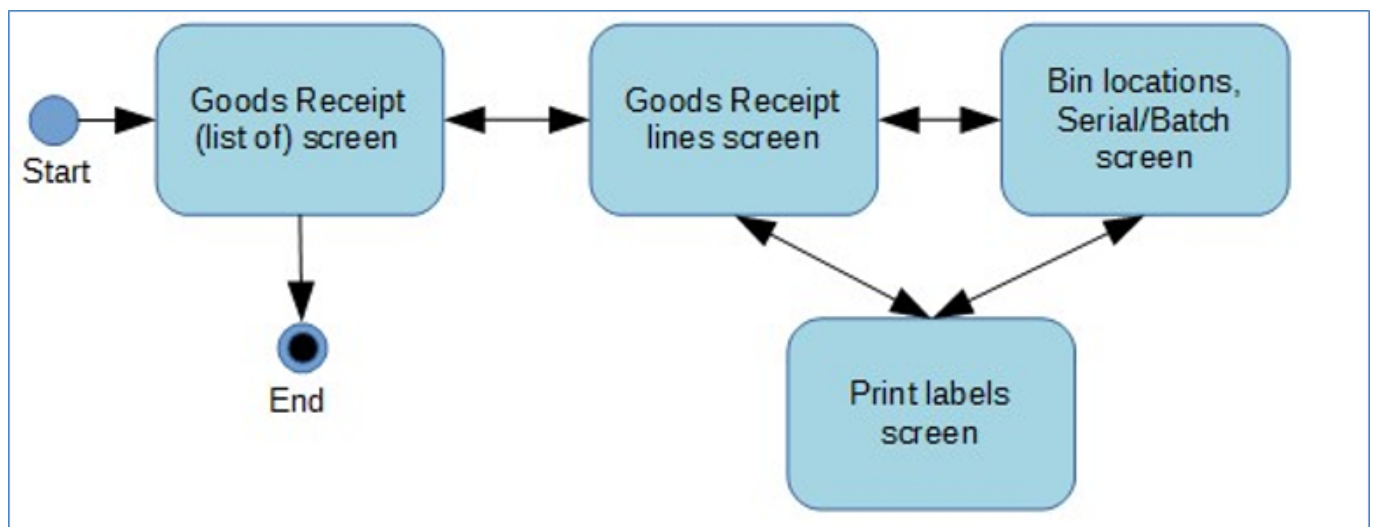 Start
Goods Receipt
(list of) screen
Goods Receipt
lines screen
Bin locations,
Serial/Batch
screen
End
Print labels
screen